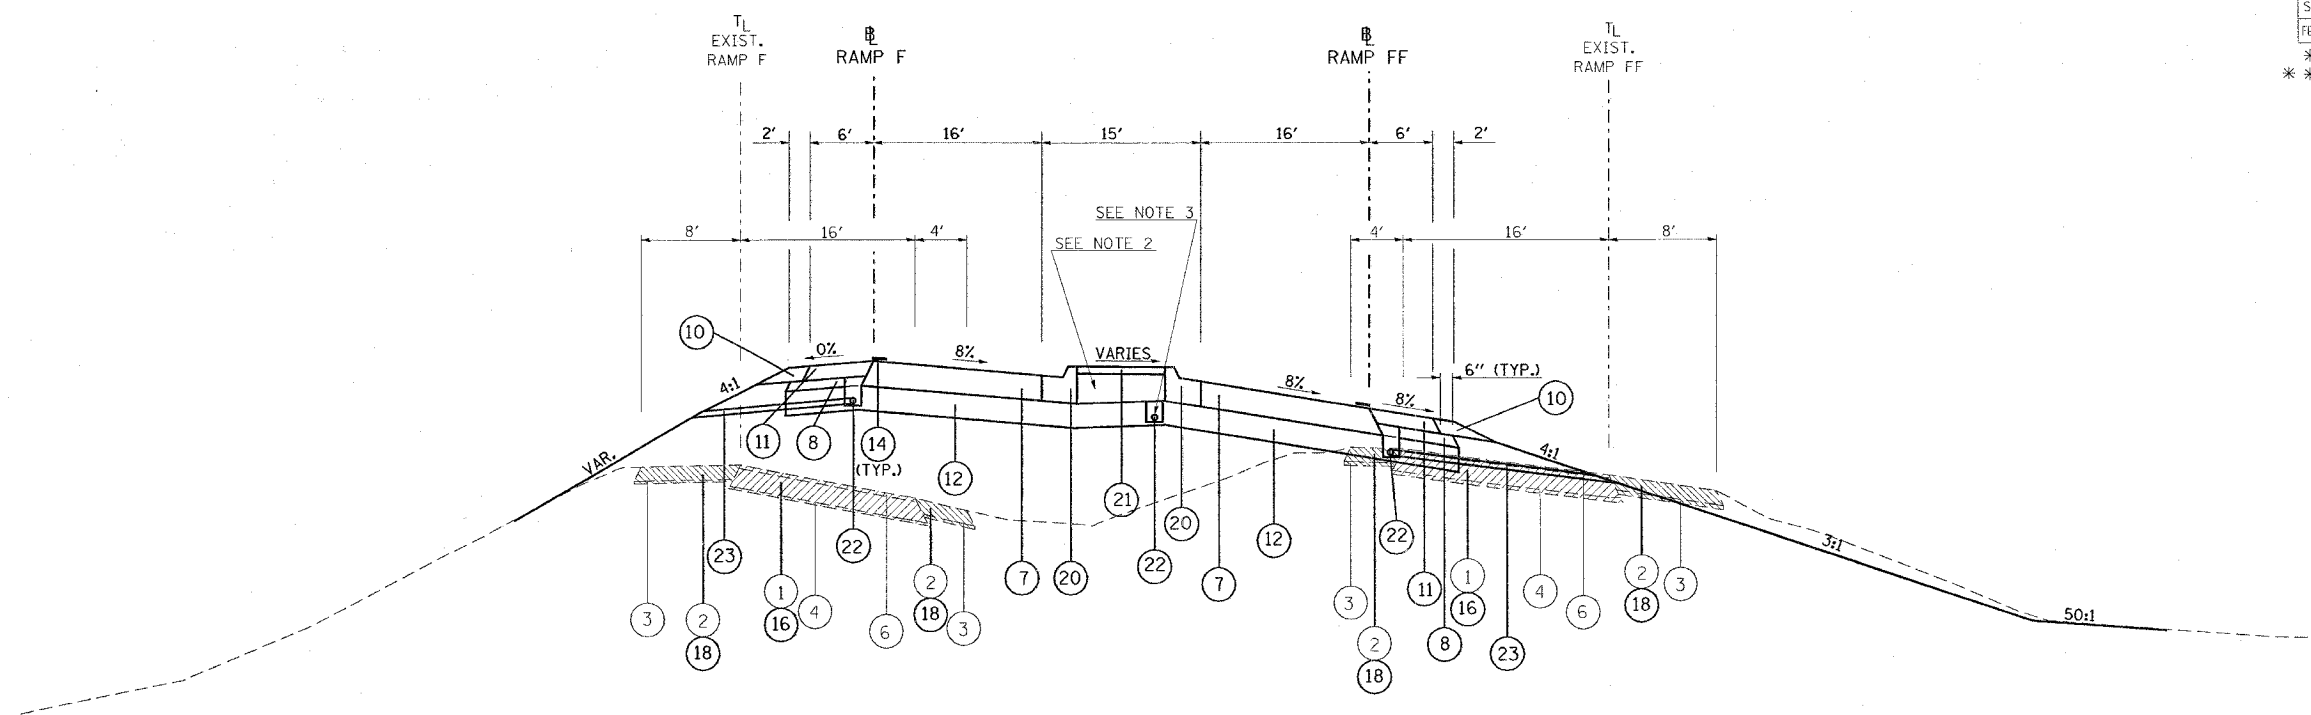 TL
EXIST.
RAMP F
BL
RAMP F
BL
RAMP FF
TL
EXIST.
RAMP FF
S
FE
*
* *
2' 6' 16' 15' 16' 6' 2'
SEE NOTE 3
8' 16' 4' SEE NOTE 2 4' 16' 8'
10 0% 8% VARIES 8% 8% 6" (TYP.) 10
4:1 4:1
11 8 14
(TYP.)
VAR.
12 21 20 12 22
23 22 7 20 22 7 11 3:1
3 2 18 1 16 4 6 2 18 3
3 2 18 1 16 8 23 4 6 2 18 3
50:1